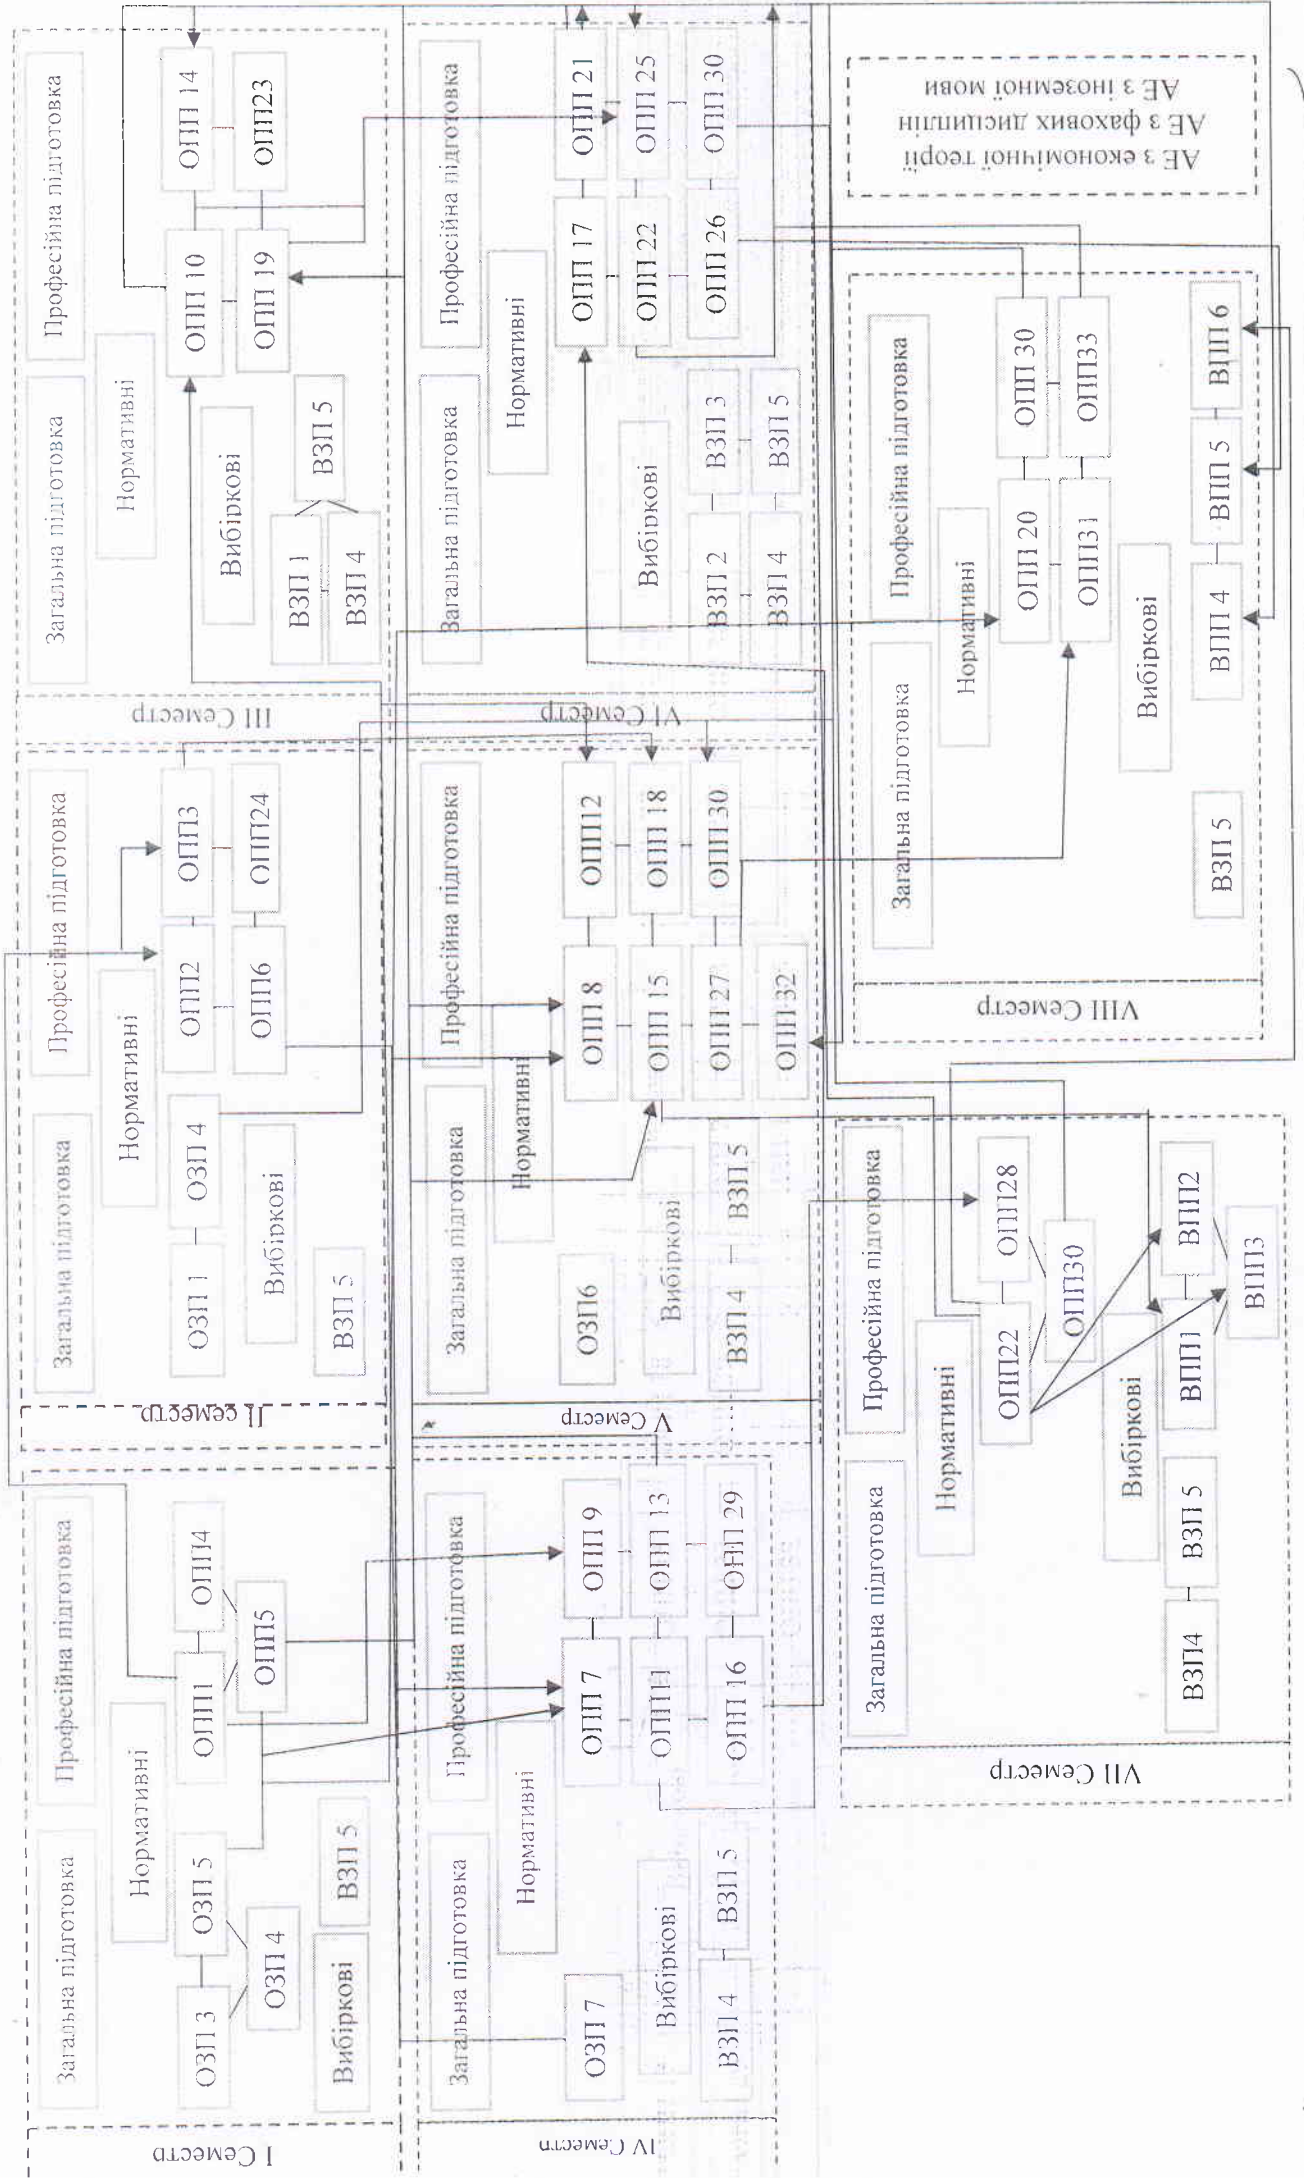 I Семестр
Загальна підготовка
Професійна підготовка
Нормативні
ОЗП 3
ОЗП 5
ОЗП 4
ОПП1
ОПП4
ОПП5
Вибіркові
ВЗП 5
II семестр
Загальна підготовка
Професійна підготовка
Нормативні
ОЗП 1
ОЗП 4
ОПП2
ОПП3
ОПП6
ОПП24
Вибіркові
ВЗП 5
III Семестр
Загальна підготовка
Професійна підготовка
Нормативні
ОПП 10
ОПП 14
ОПП 19
ОПП23
Вибіркові
ВЗП 1
ВЗП 5
ВЗП 4
IV Семестр
Загальна підготовка
Професійна підготовка
Нормативні
ОЗП 7
ОПП 7
ОПП 9
ОПП11
ОПП 13
ОПП 16
ОПП 29
Вибіркові
ВЗП 4
ВЗП 5
V Семестр
Загальна підготовка
Професійна підготовка
Нормативні
ОЗП6
ОПП 8
ОПП12
ОПП 15
ОПП 18
ОПП 27
ОПП 30
ОПП 32
Вибіркові
ВЗП 4
ВЗП 5
VI Семестр
Загальна підготовка
Професійна підготовка
Нормативні
ОПП 17
ОПП 21
ОПП 22
ОПП 25
ОПП 26
ОПП 30
Вибіркові
ВЗП 2
ВЗП 3
ВЗП 4
ВЗП 5
VII Семестр
Загальна підготовка
Професійна підготовка
Нормативні
ОПП22
ОПП28
ОПП30
Вибіркові
ВЗП4
ВЗП 5
ВПП1
ВПП2
ВПП3
VIII Семестр
Загальна підготовка
Професійна підготовка
Нормативні
ОПП 20
ОПП 30
ОПП31
ОПП33
Вибіркові
ВЗП 5
ВПП 4
ВПП 5
ВПП 6
АЕ з економічної теорії
АЕ з фахових дисциплін
АЕ з іноземної мови